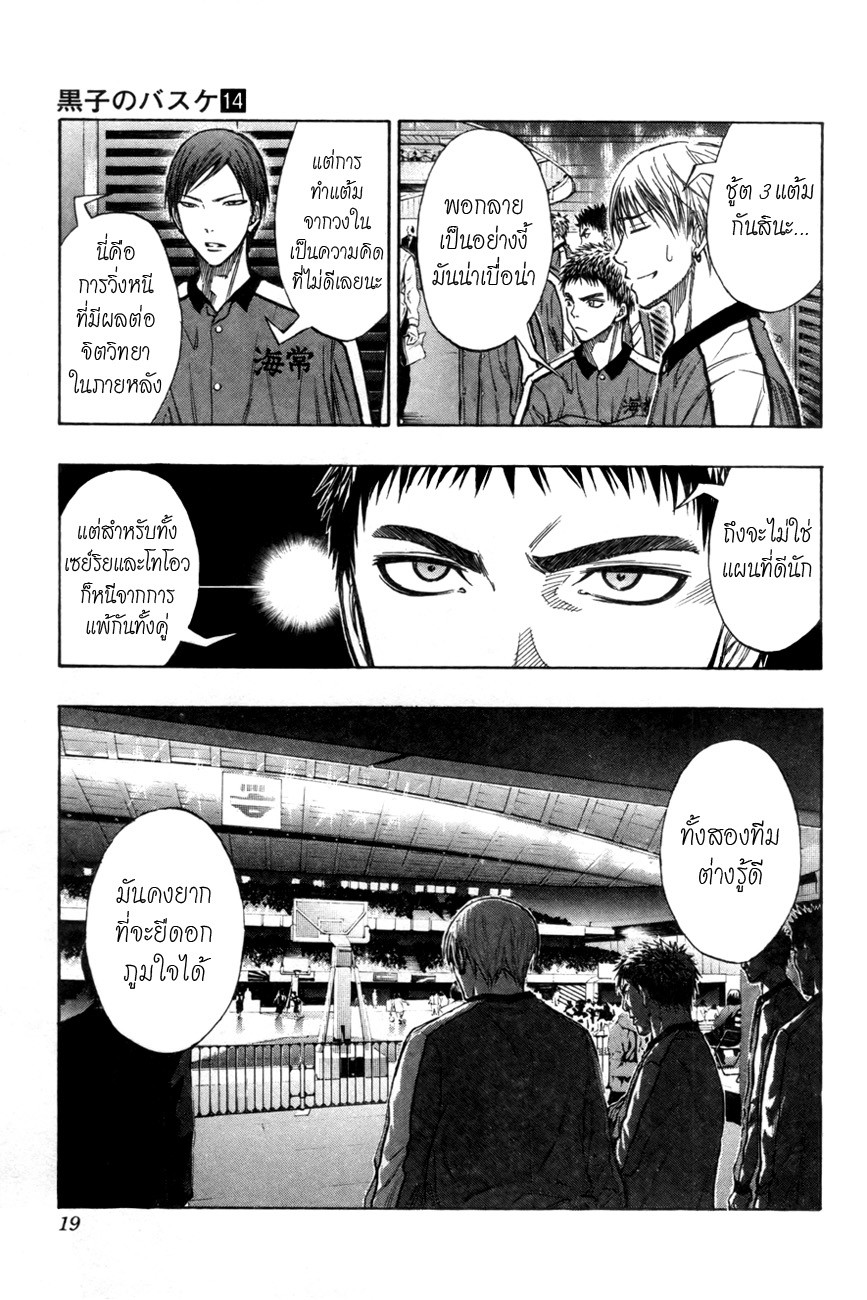 黒子のバスケ 14
ชู้ต 3 แต้ม
กันสินะ...
พอกลาย
เป็นอย่างงี้
มันน่าเบื่อน่า
海常
แต่การ
ทำแต้ม
จากวงใน
เป็นความคิด
ที่ไม่ดีเลยนะ
นี่คือ
การวิ่งหนี
ที่มีผลต่อ
จิตวิทยา
ในภายหลัง
海常
ถึงจะไม่ใช่
แผนที่ดีนัก
แต่สำหรับทั้ง
เซย์ริยและโทโอว
ก็หนีจากการ
แพ้กันทั้งคู่
ทั้งสองทีม
ต่างรู้ดี
มันคงยาก
ที่จะยืดอก
ภูมใจได้
19